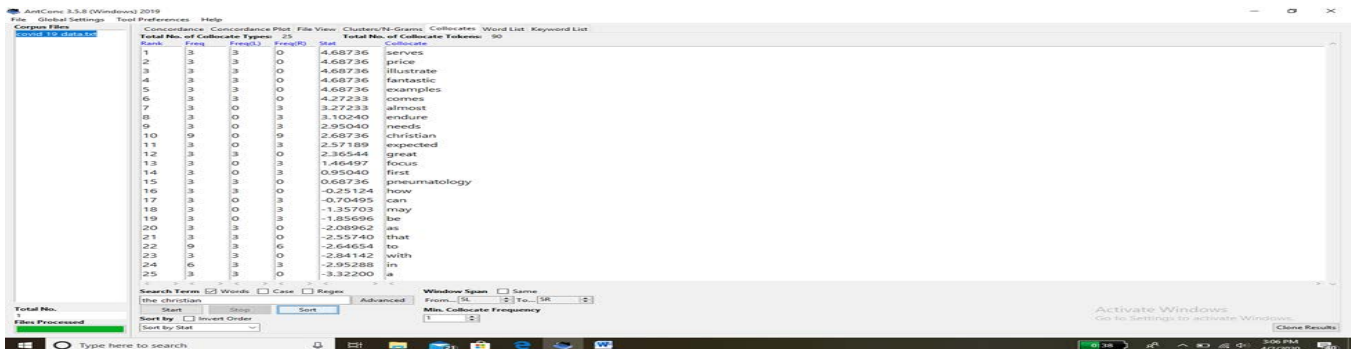 AntConc 3.5.8 (Windows) 2019
File Global Settings Tool Preferences Help
Corpus Files
covid 19 data.txt
Concordance Concordance Plot File View Clusters/N-Grams Collocates Word List Keyword List
Total No. of Collocate Types: 25 Total No. of Collocate Tokens: 90
Rank Freq Freq(L) Freq(R) Stat Collocate
1 3 3 0 4.68736 serves
2 3 3 0 4.68736 price
3 3 3 0 4.68736 illustrate
4 3 3 0 4.68736 fantastic
5 3 3 0 4.68736 examples
6 3 3 0 4.27233 comes
7 3 0 3 3.27233 almost
8 3 0 3 3.10240 endure
9 3 0 3 2.95040 needs
10 9 0 9 2.68736 christian
11 3 0 3 2.57189 expected
12 3 3 0 2.36544 great
13 3 0 3 1.46497 focus
14 3 0 3 0.95040 first
15 3 3 0 0.68736 pneumatology
16 3 3 0 -0.25124 how
17 3 0 3 -0.70495 can
18 3 0 3 -1.35703 may
19 3 0 3 -1.85696 be
20 3 3 0 -2.08962 as
21 3 3 0 -2.55740 that
22 9 3 6 -2.64654 to
23 3 3 0 -2.84142 with
24 6 3 3 -2.95288 in
25 3 3 0 -3.32200 a
Search Term Words Case Regex Window Span Same
the christian Advanced From... 5L To... 5R
Start Stop Sort Min. Collocate Frequency
Sort by Invert Order 1
Sort by Stat
Total No.
1
Files Processed
Activate Windows
Go to Settings to activate Windows.
Clone Results
Type here to search
0:38
3:06 PM
4/7/2020